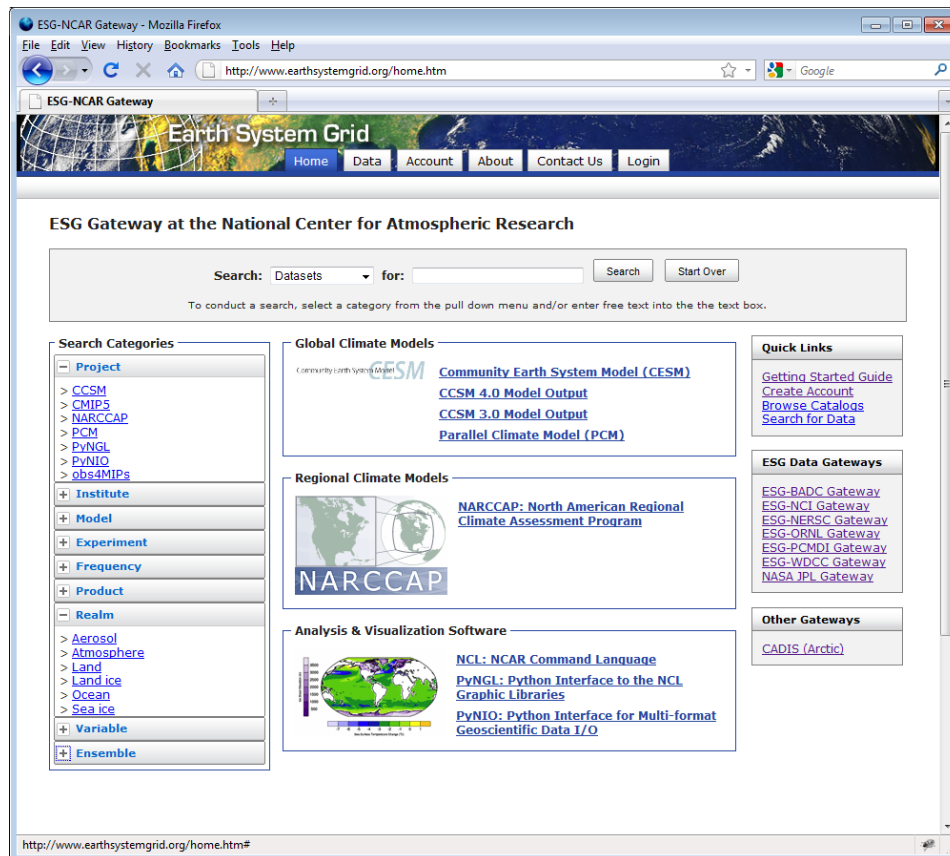 ESG-NCAR Gateway - Mozilla Firefox
File Edit View History Bookmarks Tools Help
http://www.earthsystemgrid.org/home.htm
Google
ESG-NCAR Gateway
Earth System Grid
Home Data Account About Contact Us Login
ESG Gateway at the National Center for Atmospheric Research
Search: Datasets for: Search Start Over
To conduct a search, select a category from the pull down menu and/or enter free text into the the text box.
Search Categories
Project
> CCSM
> CMIP5
> NARCCAP
> PCM
> PyNGL
> PyNIO
> obs4MIPs
Institute
Model
Experiment
Frequency
Product
Realm
> Aerosol
> Atmosphere
> Land
> Land ice
> Ocean
> Sea ice
Variable
Ensemble
Global Climate Models
Community Earth System Model CESM
Community Earth System Model (CESM)
CCSM 4.0 Model Output
CCSM 3.0 Model Output
Parallel Climate Model (PCM)
Regional Climate Models
NARCCAP
NARCCAP: North American Regional
Climate Assessment Program
Analysis & Visualization Software
NCL: NCAR Command Language
PyNGL: Python Interface to the NCL
Graphic Libraries
PyNIO: Python Interface for Multi-format
Geoscientific Data I/O
Quick Links
Getting Started Guide
Create Account
Browse Catalogs
Search for Data
ESG Data Gateways
ESG-BADC Gateway
ESG-NCI Gateway
ESG-NERSC Gateway
ESG-ORNL Gateway
ESG-PCMDI Gateway
ESG-WDCC Gateway
NASA JPL Gateway
Other Gateways
CADIS (Arctic)
http://www.earthsystemgrid.org/home.htm#